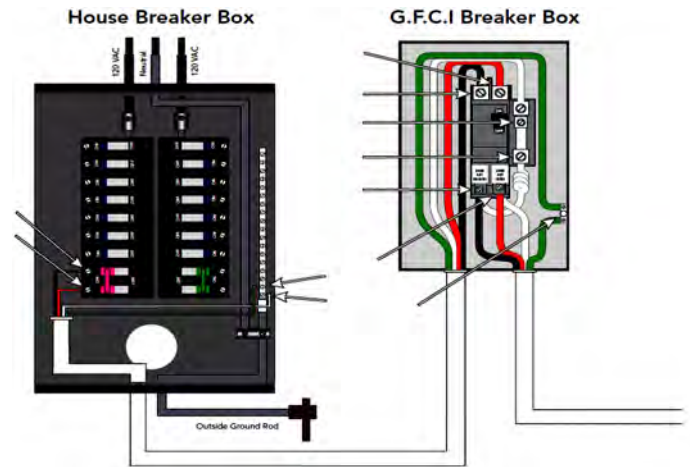 House Breaker Box
G.F.C.I Breaker Box
120 VAC
Neutral
120 VAC
Outside Ground Rod